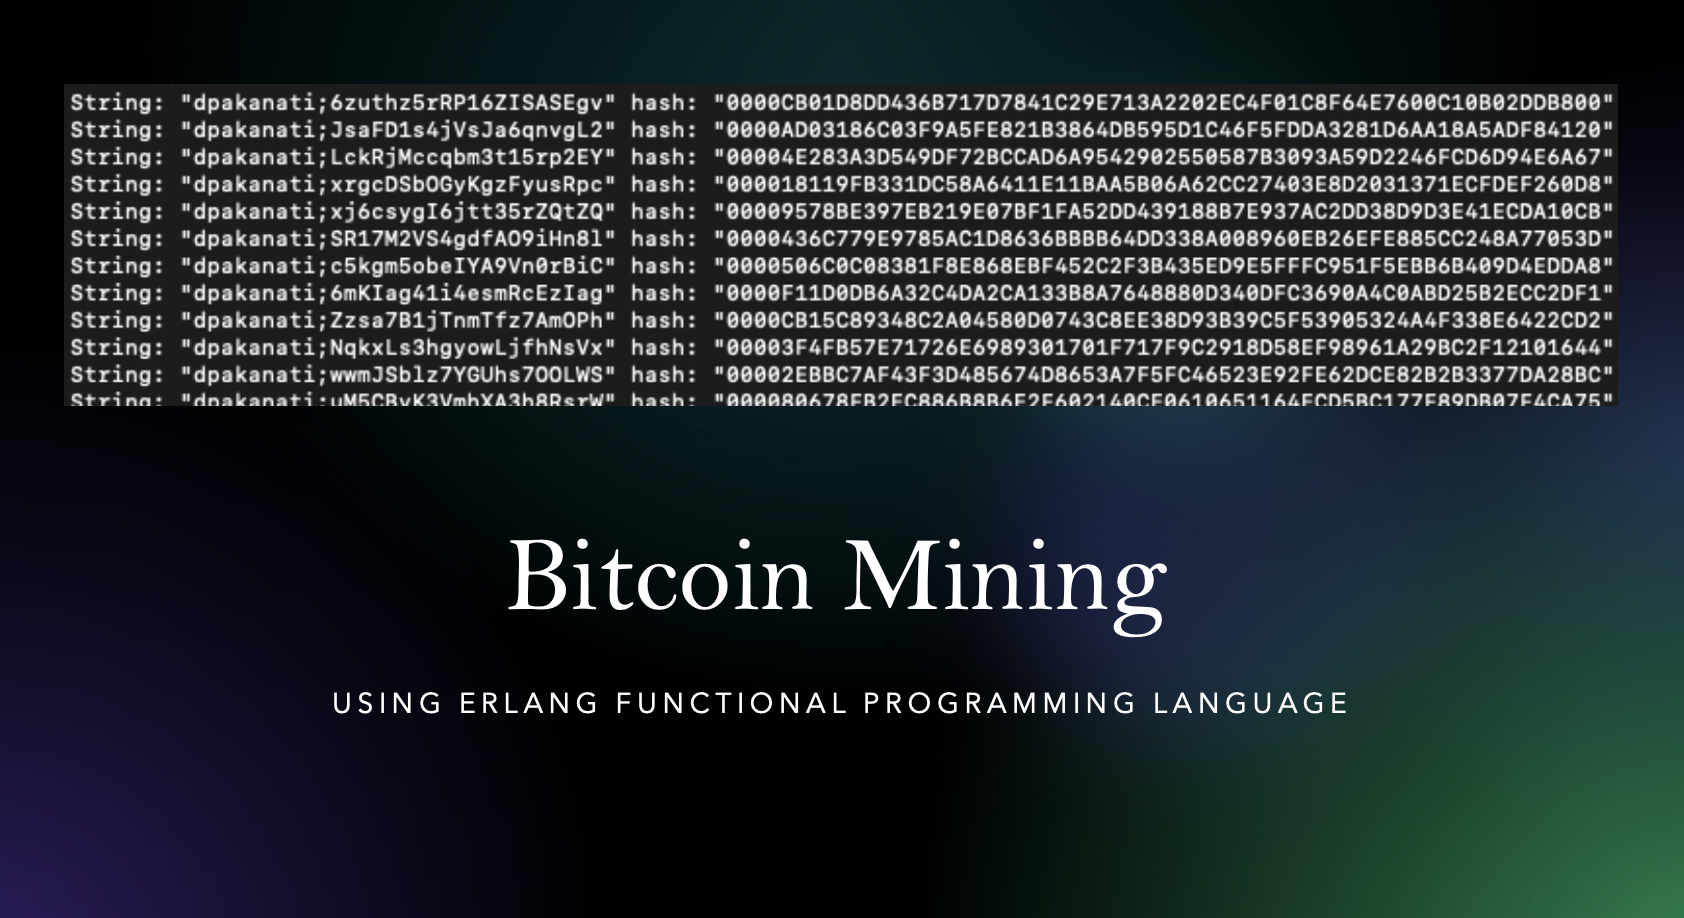 String: "dpakanati;6zuthz5rRP16ZISASEgv" hash: "0000CB01D8DD436B717D7841C29E713A2202EC4F01C8F64E7600C10B02DDB800"
String: "dpakanati;JsaFD1s4jVsJa6qnvgL2" hash: "0000AD03186C03F9A5FE821B3864DB595D1C46F5FDDA3281D6AA18A5ADF84120"
String: "dpakanati;LckRjMccqbm3t15rp2EY" hash: "00004E283A3D549DF72BCCAD6A9542902550587B3093A59D2246FCD6D94E6A67"
String: "dpakanati;xrgcDSbOGyKgzFyusRpc" hash: "000018119FB331DC58A6411E11BAA5B06A62CC27403E8D2031371ECFDEF260D8"
String: "dpakanati;xj6csygI6jtt35rZQtZQ" hash: "00009578BE397EB219E07BF1FA52DD439188B7E937AC2DD38D9D3E41ECDA10CB"
String: "dpakanati;SR17M2VS4gdfAO9iHn8l" hash: "0000436C779E9785AC1D8636BBBB64DD338A008960EB26EFE885CC248A77053D"
String: "dpakanati;c5kgm5obeIYA9Vn0rBiC" hash: "0000506C0C08381F8E868EBF452C2F3B435ED9E5FFFC951F5EBB6B409D4EDDA8"
String: "dpakanati;6mKIag41i4esmRcEzIag" hash: "0000F11D0DB6A32C4DA2CA133B8A7648880D340DFC3690A4C0ABD25B2ECC2DF1"
String: "dpakanati;Zzsa7B1jTnmTfz7AmOPh" hash: "0000CB15C89348C2A04580D0743C8EE38D93B39C5F53905324A4F338E6422CD2"
String: "dpakanati;NqkxLs3hgyowLjfhNsVx" hash: "00003F4FB57E71726E6989301701F717F9C2918D58EF98961A29BC2F12101644"
String: "dpakanati;wwmJSblz7YGUhs7OOLWS" hash: "00002EBBC7AF43F3D485674D8653A7F5FC46523E92FE62DCE82B2B3377DA28BC"
String: hash:
Bitcoin Mining
USING ERLANG FUNCTIONAL PROGRAMMING LANGUAGE